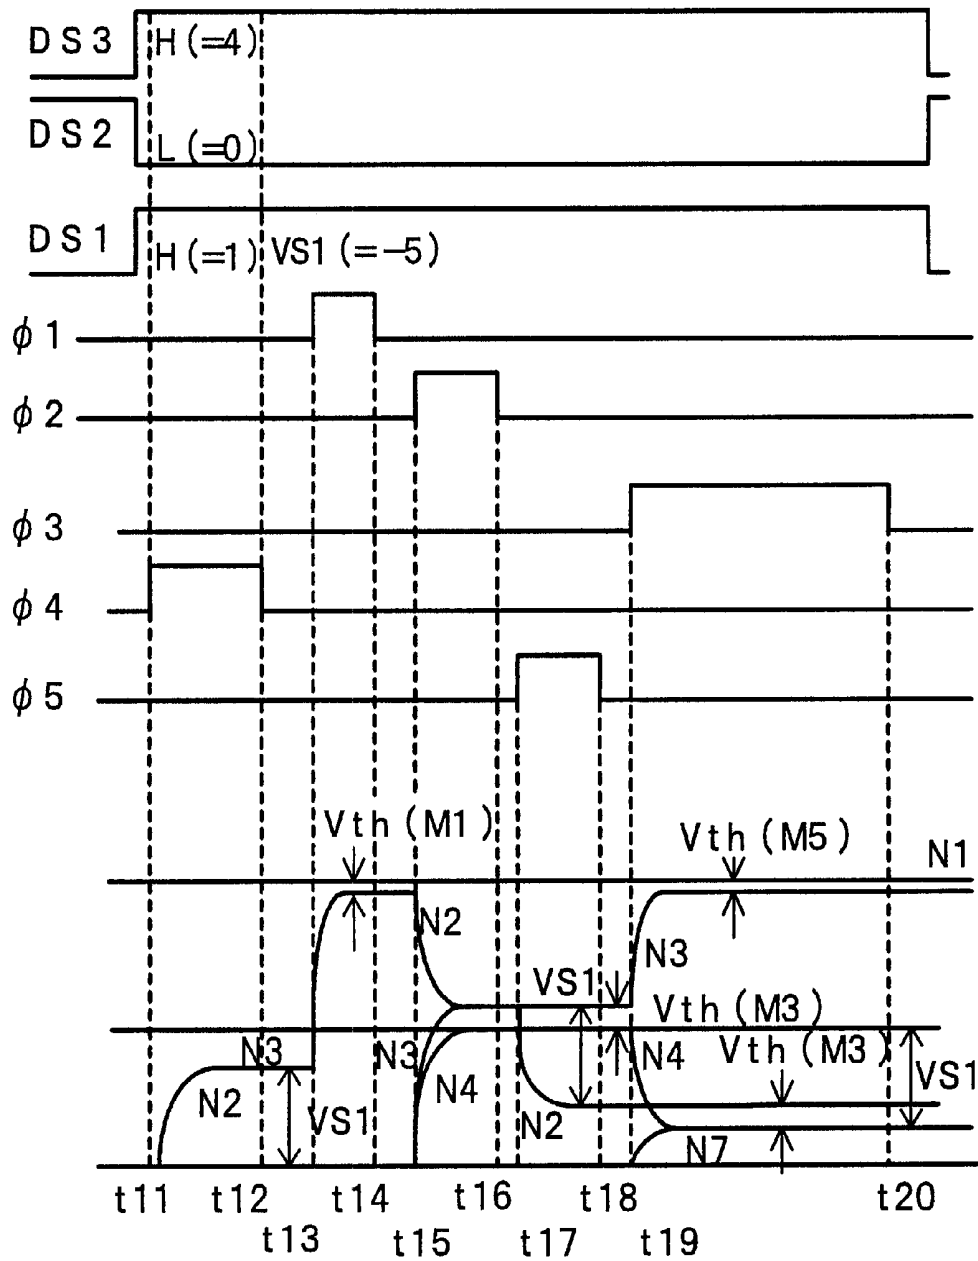 DS3 H(=4)
DS2 L(=0)
DS1 H(=1) VS1(=-5)
φ1
φ2
φ3
φ4
φ5
Vth(M1) Vth(M5) N1
N2 N3
VS1 Vth(M3)
N3 N3 N4 Vth(M3)
N2 VS1 N4 N2 VS1
N7
t11 t12 t14 t16 t18 t20
t13 t15 t17 t19